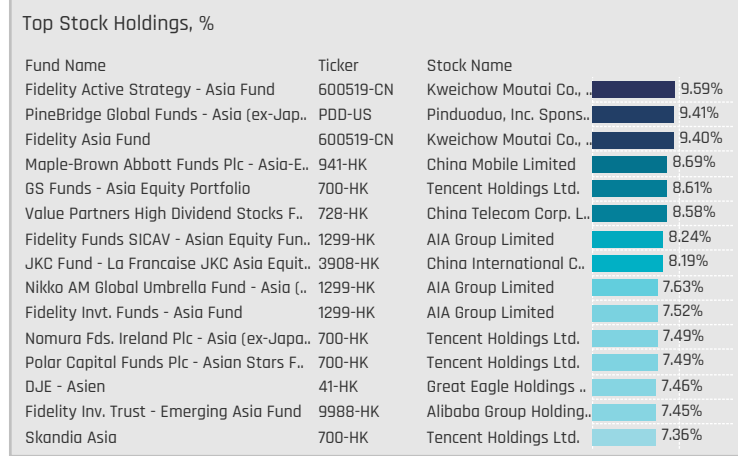 Top Stock Holdings, %
Fund Name Ticker Stock Name
Fidelity Active Strategy - Asia Fund 600519-CN Kweichow Moutai Co., .. 9.59%
PineBridge Global Funds - Asia (ex-Jap.. PDD-US Pinduoduo, Inc. Spons.. 9.41%
Fidelity Asia Fund 600519-CN Kweichow Moutai Co., .. 9.40%
Maple-Brown Abbott Funds Plc - Asia-E.. 941-HK China Mobile Limited 8.69%
GS Funds - Asia Equity Portfolio 700-HK Tencent Holdings Ltd. 8.61%
Value Partners High Dividend Stocks F.. 728-HK China Telecom Corp. L.. 8.58%
Fidelity Funds SICAV - Asian Equity Fun.. 1299-HK AIA Group Limited 8.24%
JKC Fund - La Francaise JKC Asia Equit.. 3908-HK China International C.. 8.19%
Nikko AM Global Umbrella Fund - Asia (.. 1299-HK AIA Group Limited 7.63%
Fidelity Invt. Funds - Asia Fund 1299-HK AIA Group Limited 7.52%
Nomura Fds. Ireland Plc - Asia (ex-Japa.. 700-HK Tencent Holdings Ltd. 7.49%
Polar Capital Funds Plc - Asian Stars F.. 700-HK Tencent Holdings Ltd. 7.49%
DJE - Asien 41-HK Great Eagle Holdings .. 7.46%
Fidelity Inv. Trust - Emerging Asia Fund 9988-HK Alibaba Group Holding.. 7.45%
Skandia Asia 700-HK Tencent Holdings Ltd. 7.36%